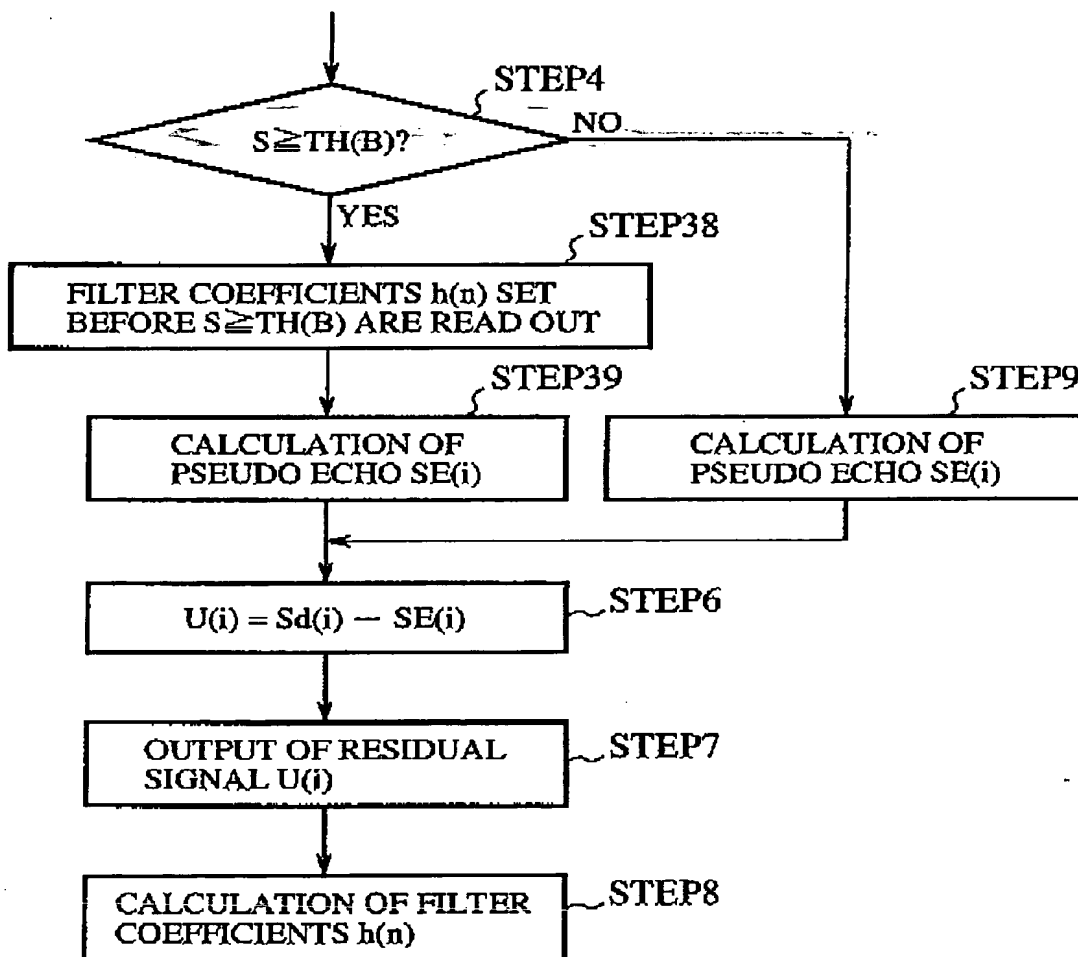 STEP4
S≧TH(B)?
NO
YES
STEP38
FILTER COEFFICIENTS h(n) SET
BEFORE S≧TH(B) ARE READ OUT
STEP39
CALCULATION OF
PSEUDO ECHO SE(i)
STEP9
CALCULATION OF
PSEUDO ECHO SE(i)
U(i) = Sd(i) − SE(i)
STEP6
OUTPUT OF RESIDUAL
SIGNAL U(i)
STEP7
CALCULATION OF FILTER
COEFFICIENTS h(n)
STEP8